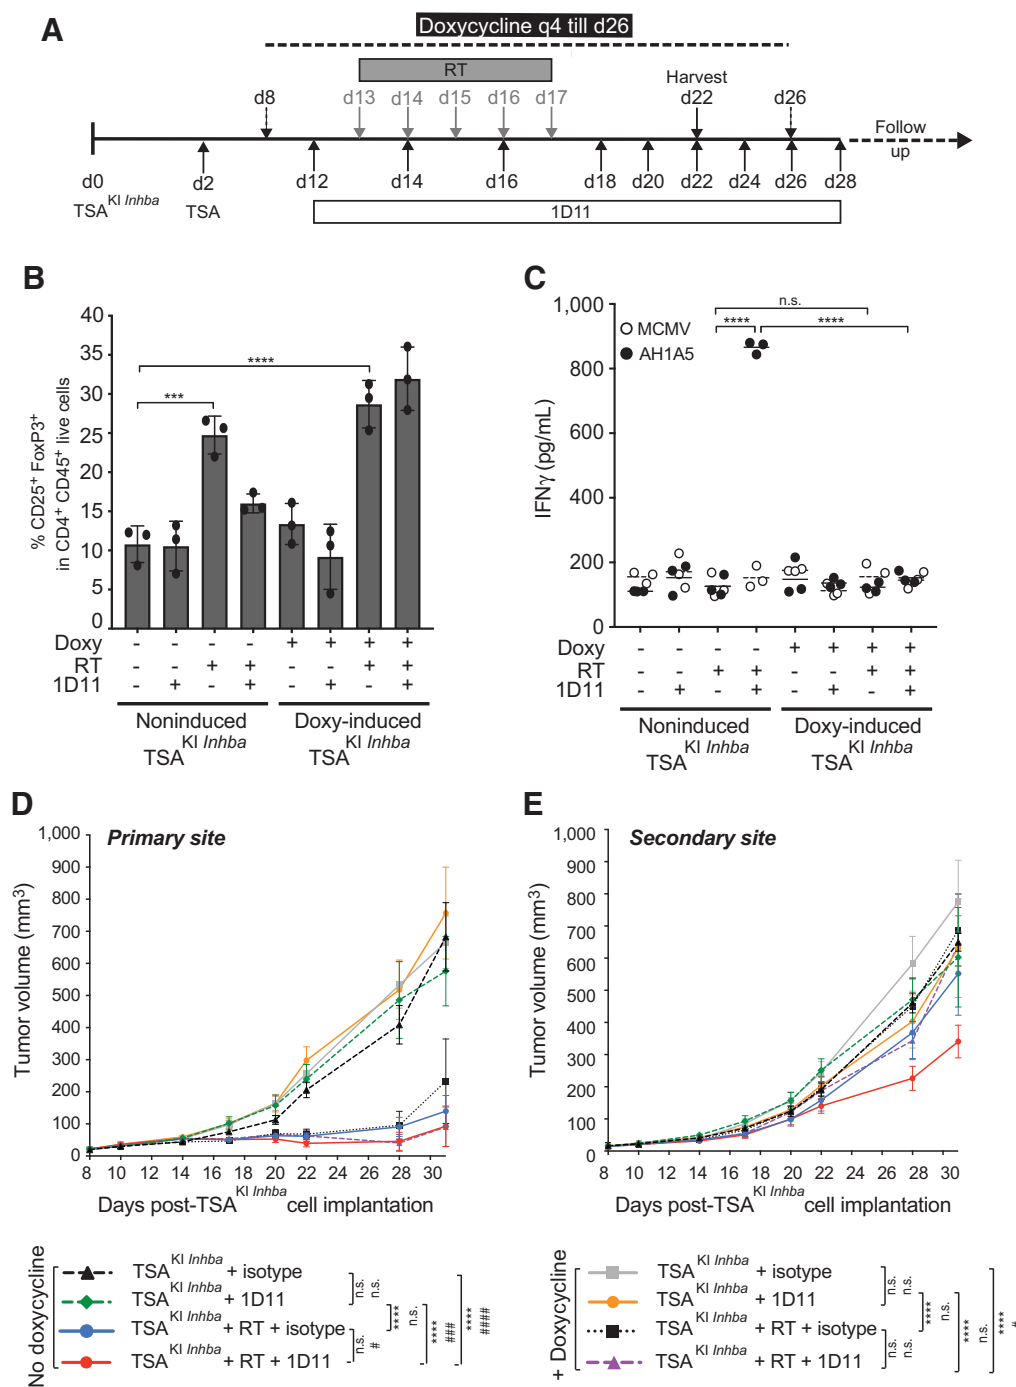 A
Doxycycline q4 till d26
RT
Harvest
d8 d13 d14 d15 d16 d17 d22 d26
Follow up
d0 d2 d12 d14 d16 d18 d20 d22 d24 d26 d28
TSA^KI Inhba TSA
1D11
B
% CD25+ FoxP3+
in CD4+ CD45+ live cells
40
35
30
25
20
15
10
5
0
****
***
Doxy - - - - + + + +
RT - - + + - - + +
1D11 - + - + - + - +
Noninduced Doxy-induced
TSA^KI Inhba TSA^KI Inhba
C
IFNγ (pg/mL)
1,000
800
600
400
200
0
n.s.
**** ****
MCMV
AH1A5
Doxy - - - - + + + +
RT - - + + - - + +
1D11 - + - + - + - +
Noninduced Doxy-induced
TSA^KI Inhba TSA^KI Inhba
D
Primary site
Tumor volume (mm³)
1,000
900
800
700
600
500
400
300
200
100
0
8 10 12 14 16 18 20 22 24 26 28 30
Days post-TSA^KI Inhba cell implantation
E
Secondary site
Tumor volume (mm³)
1,000
900
800
700
600
500
400
300
200
100
0
8 10 12 14 16 18 20 22 24 26 28 30
Days post-TSA^KI Inhba cell implantation
No doxycycline
TSA^KI Inhba + isotype
TSA^KI Inhba + 1D11
TSA^KI Inhba + RT + isotype
TSA^KI Inhba + RT + 1D11
n.s. n.s.
n.s. #
**** n.s.
**** ###
**** ####
+ Doxycycline
TSA^KI Inhba + isotype
TSA^KI Inhba + 1D11
TSA^KI Inhba + RT + isotype
TSA^KI Inhba + RT + 1D11
n.s. n.s.
n.s. n.s.
**** n.s.
**** n.s.
**** #